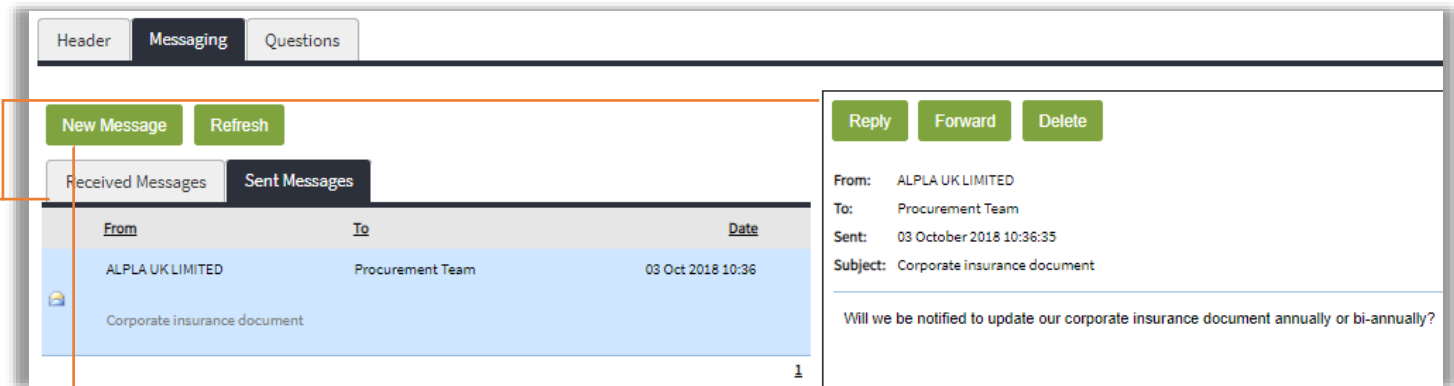 Header Messaging Questions
New Message Refresh
Received Messages Sent Messages
From To Date
ALPLA UK LIMITED Procurement Team 03 Oct 2018 10:36
Corporate insurance document
1
Reply Forward Delete
From: ALPLA UK LIMITED
To: Procurement Team
Sent: 03 October 2018 10:36:35
Subject: Corporate insurance document
Will we be notified to update our corporate insurance document annually or bi-annually?